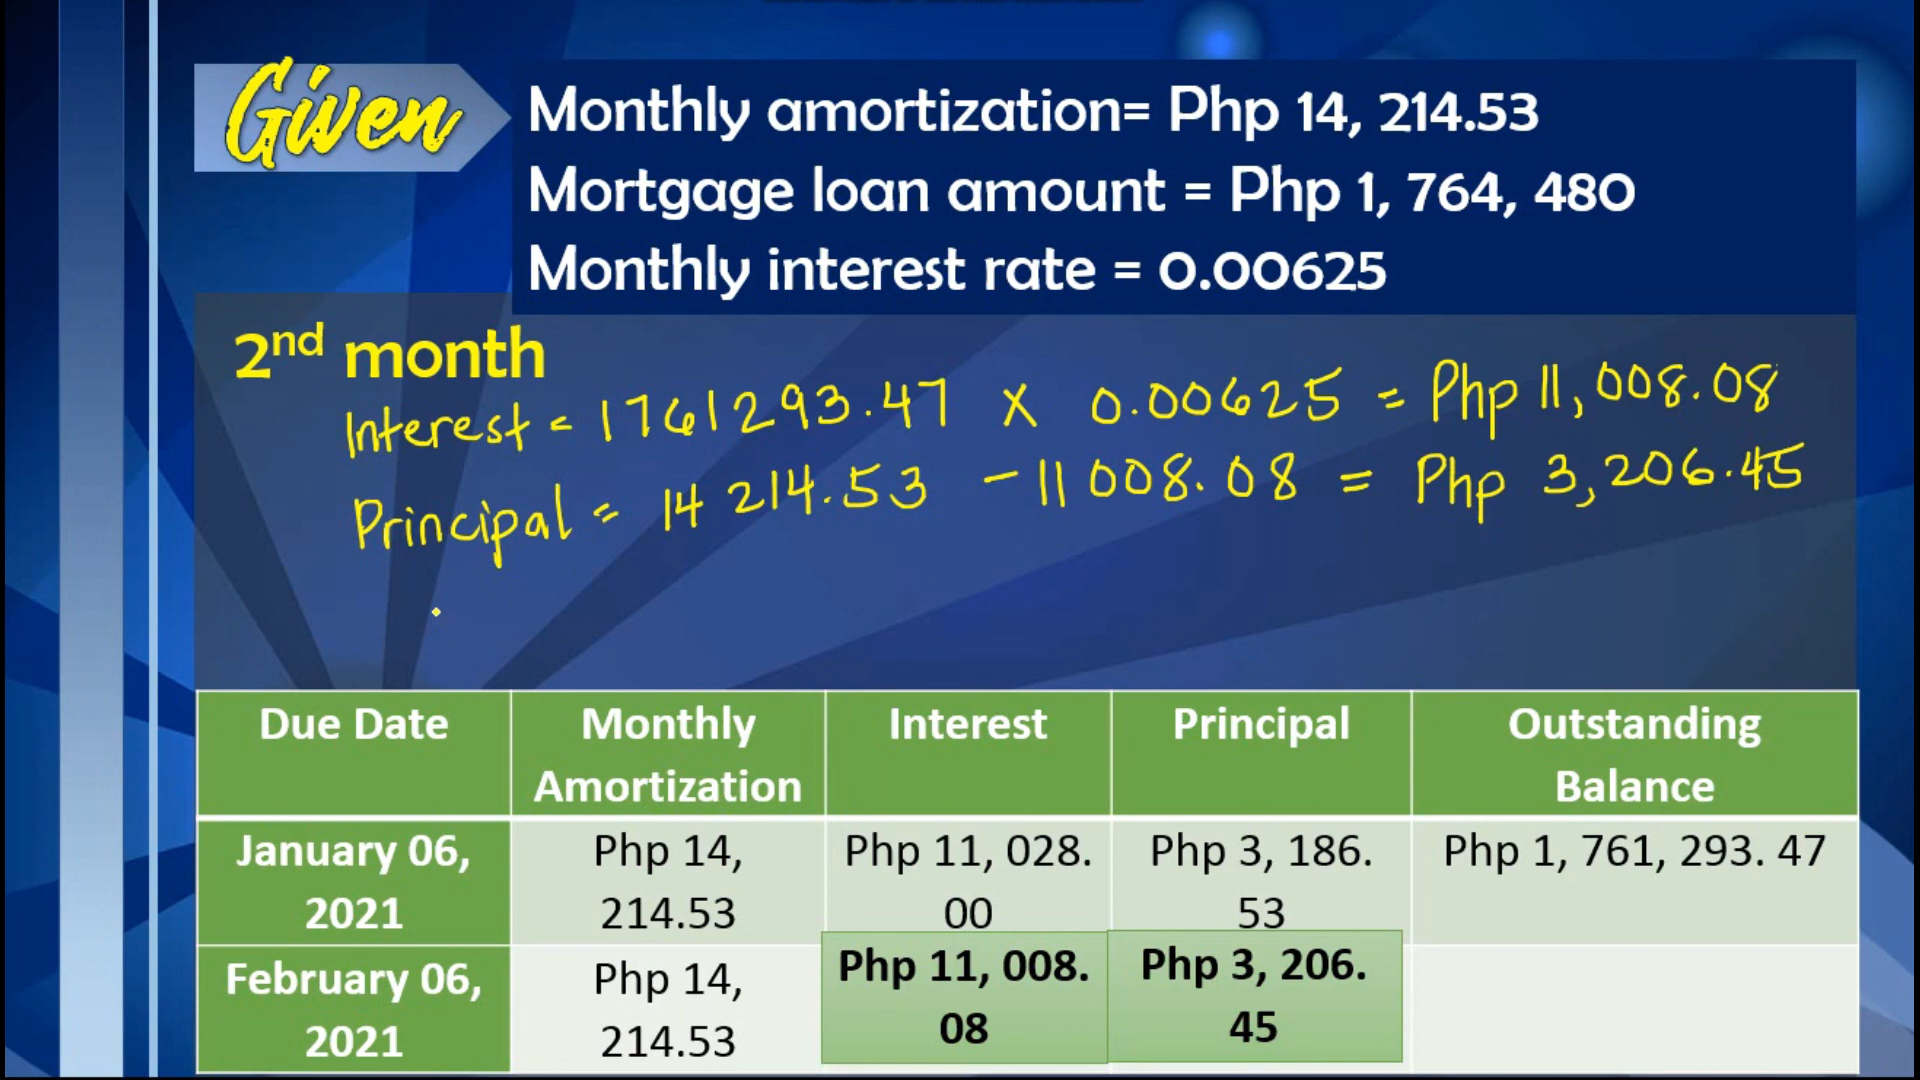 Given
Monthly amortization= Php 14, 214.53
Mortgage loan amount = Php 1, 764, 480
Monthly interest rate = 0.00625
2nd month
Interest = 1761293.47 x 0.00625 = Php 11,008.08
Principal = 14 214.53 - 11 008.08 = Php 3,206.45
Due Date
Monthly
Amortization
Interest
Principal
Outstanding
Balance
January 06,
2021
Php 14,
214.53
Php 11, 028.
00
Php 3, 186.
53
Php 1, 761, 293. 47
February 06,
2021
Php 14,
214.53
Php 11, 008.
08
Php 3, 206.
45